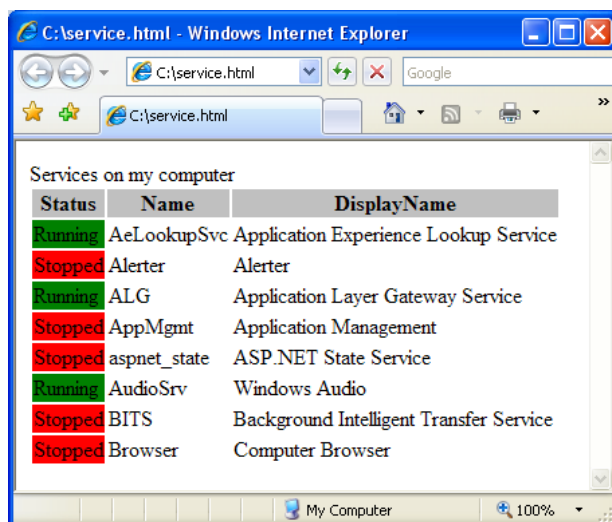 C:\service.html - Windows Internet Explorer
C:\service.html Google
C:\service.html »
Services on my computer
Status Name DisplayName
Running AeLookupSvc Application Experience Lookup Service
Stopped Alerter Alerter
Running ALG Application Layer Gateway Service
Stopped AppMgmt Application Management
Stopped aspnet_state ASP.NET State Service
Running AudioSrv Windows Audio
Stopped BITS Background Intelligent Transfer Service
Stopped Browser Computer Browser
My Computer 100%